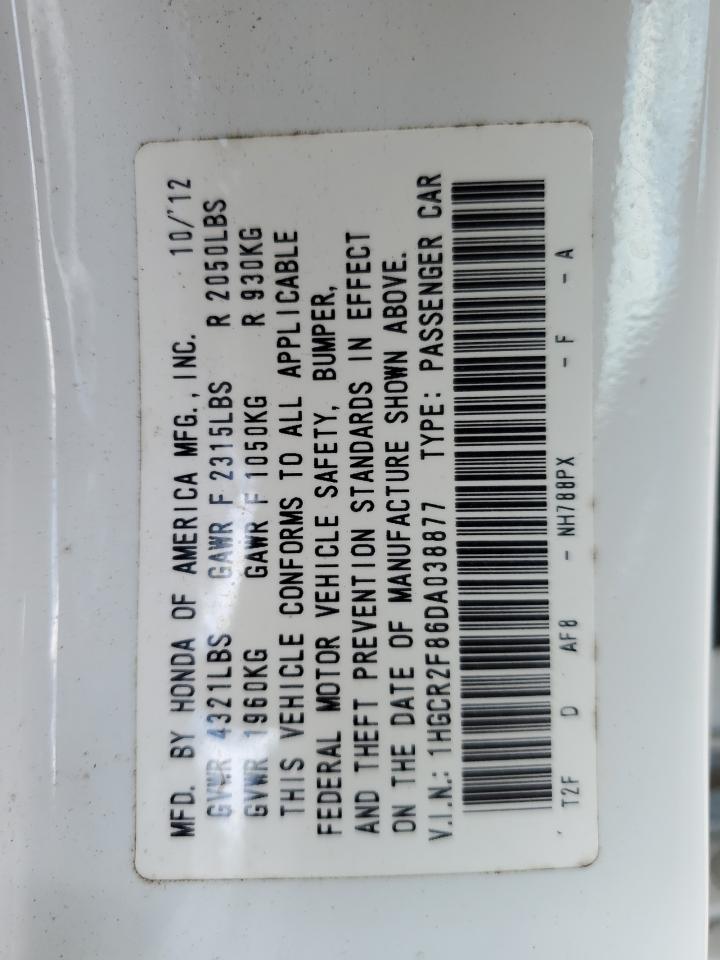 MFD. BY HONDA OF AMERICA MFG., INC. 10/'12
GVWR 4321LBS GAWR F 2315LBS R 2050LBS
GVWR 1960KG GAWR F 1050KG R 930KG
THIS VEHICLE CONFORMS TO ALL APPLICABLE
FEDERAL MOTOR VEHICLE SAFETY, BUMPER,
AND THEFT PREVENTION STANDARDS IN EFFECT
ON THE DATE OF MANUFACTURE SHOWN ABOVE.
V.I.N.: 1HGCR2F86DA038877 TYPE: PASSENGER CAR
T2F D AF8 - NH788PX - F - A